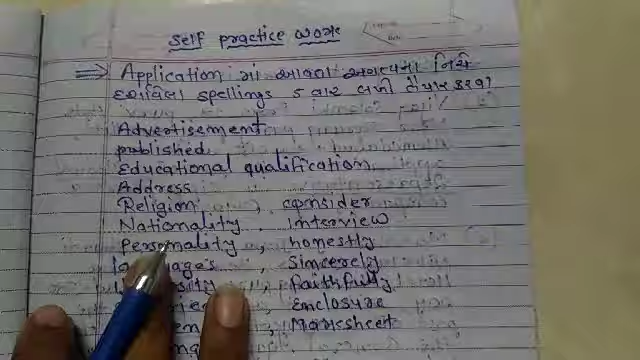 self practice work
⇒ Application માં આવતા અગત્યના નિચે
દર્શાવેલા spellings 5 વાર લખી તૈયાર કરવા?
Advertisement
published
Educational qualification
Address
Religion, consider
Nationality. interview
Personality, honestly
languages, sincerely
faithfully
Enclosure
, Marksheet